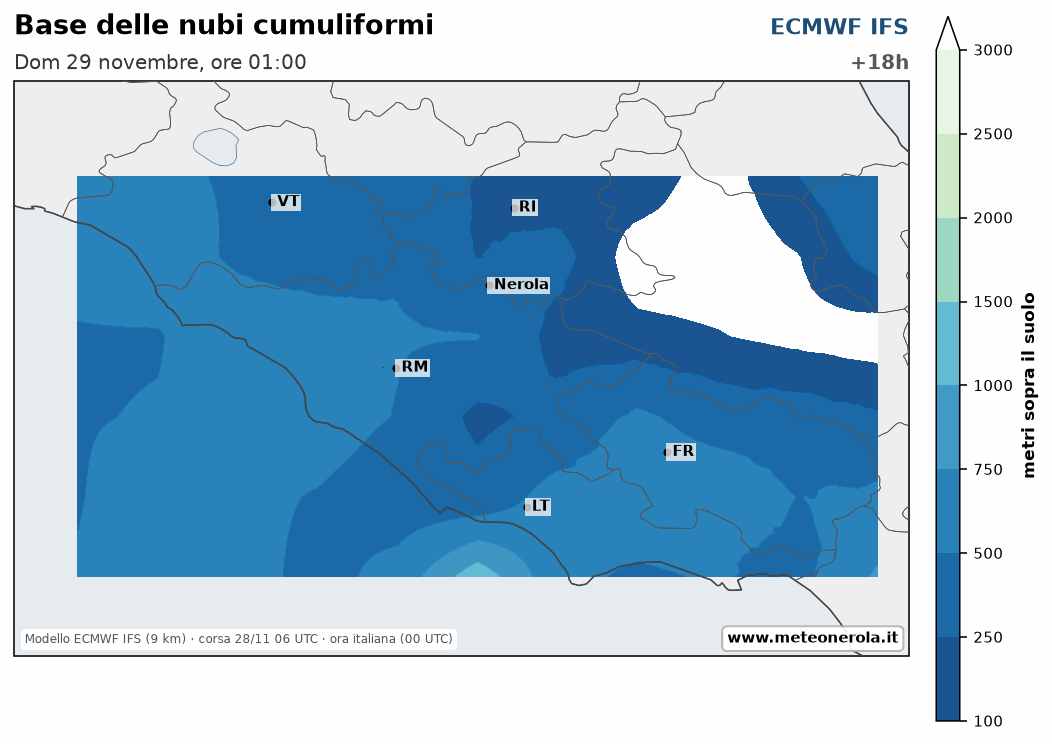 Base delle nubi cumuliformi
ECMWF IFS
Dom 29 novembre, ore 01:00
+18h
3000
2500
2000
1500
1000
750
500
250
100
metri sopra il suolo
VT
RI
Nerola
RM
FR
LT
Modello ECMWF IFS (9 km) · corsa 28/11 06 UTC · ora italiana (00 UTC)
www.meteonerola.it